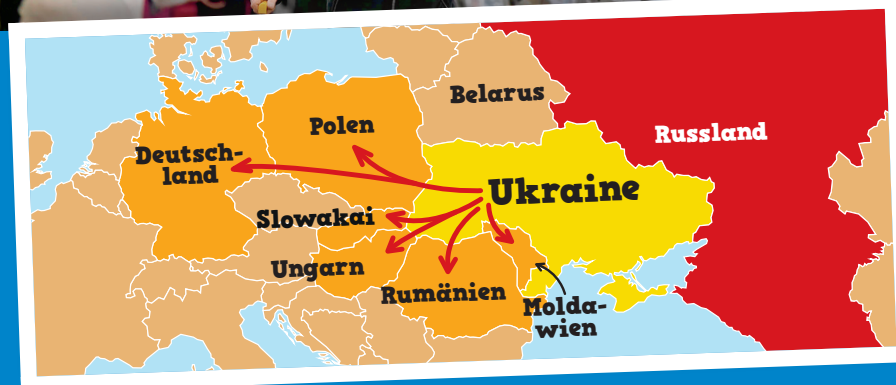 Belarus
Polen
Russland
Deutsch-
land
Ukraine
Slowakai
Ungarn
Rumänien
Molda-
wien